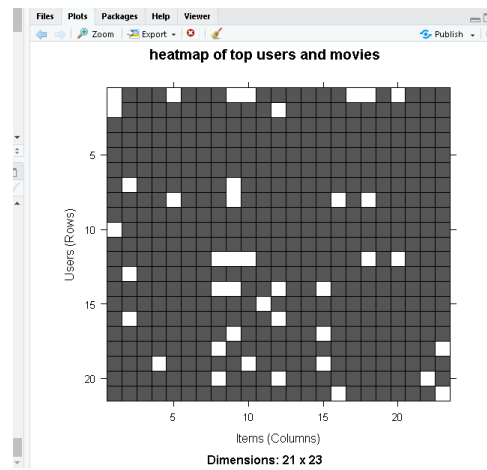 Files Plots Packages Help Viewer
Zoom Export Publish
heatmap of top users and movies
5
10
15
20
Users (Rows)
5 10 15 20
Items (Columns)
Dimensions: 21 x 23